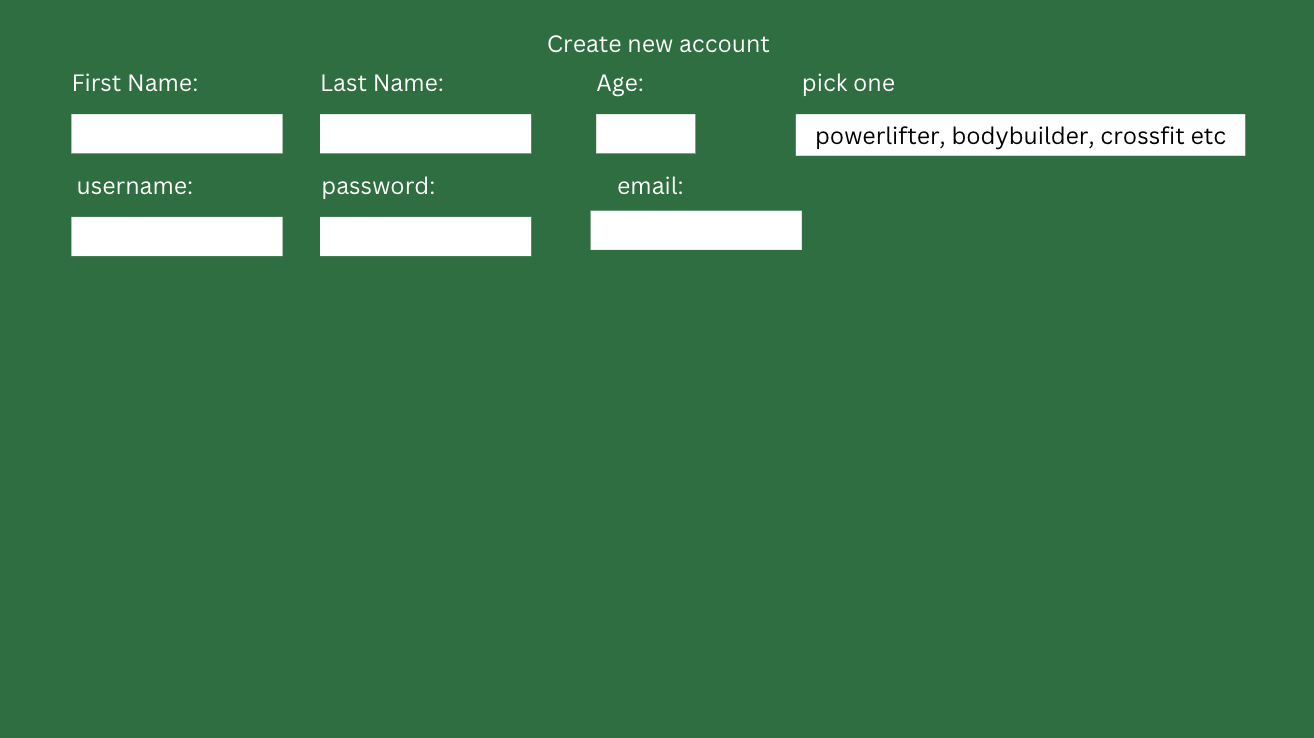 Create new account
First Name: Last Name: Age: pick one
powerlifter, bodybuilder, crossfit etc
username: password: email: